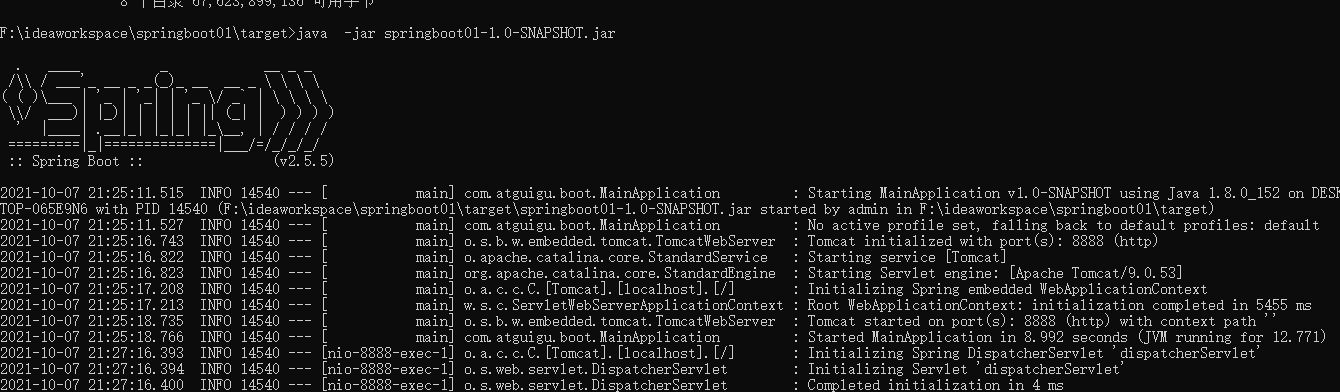 8 个目录 67,623,899,136 可用字节
F:\ideaworkspace\springboot01\target>java  -jar springboot01-1.0-SNAPSHOT.jar
  .   ____          _            __ _ _
 /\\ / ___'_ __ _ _(_)_ __  __ _ \ \ \ \
( ( )\___ | '_ | '_| | '_ \/ _` | \ \ \ \
 \\/  ___)| |_)| | | | | || (_| |  ) ) ) )
  '  |____| .__|_| |_|_| |_\__, | / / / /
 =========|_|==============|___/=/_/_/_/
 :: Spring Boot ::                (v2.5.5)
2021-10-07 21:25:11.515  INFO 14540 --- [           main] com.atguigu.boot.MainApplication         : Starting MainApplication v1.0-SNAPSHOT using Java 1.8.0_152 on DESK
TOP-065E9N6 with PID 14540 (F:\ideaworkspace\springboot01\target\springboot01-1.0-SNAPSHOT.jar started by admin in F:\ideaworkspace\springboot01\target)
2021-10-07 21:25:11.527  INFO 14540 --- [           main] com.atguigu.boot.MainApplication         : No active profile set, falling back to default profiles: default
2021-10-07 21:25:16.743  INFO 14540 --- [           main] o.s.b.w.embedded.tomcat.TomcatWebServer  : Tomcat initialized with port(s): 8888 (http)
2021-10-07 21:25:16.822  INFO 14540 --- [           main] o.apache.catalina.core.StandardService   : Starting service [Tomcat]
2021-10-07 21:25:16.823  INFO 14540 --- [           main] org.apache.catalina.core.StandardEngine  : Starting Servlet engine: [Apache Tomcat/9.0.53]
2021-10-07 21:25:17.208  INFO 14540 --- [           main] o.a.c.c.C.[Tomcat].[localhost].[/]       : Initializing Spring embedded WebApplicationContext
2021-10-07 21:25:17.213  INFO 14540 --- [           main] w.s.c.ServletWebServerApplicationContext : Root WebApplicationContext: initialization completed in 5455 ms
2021-10-07 21:25:18.735  INFO 14540 --- [           main] o.s.b.w.embedded.tomcat.TomcatWebServer  : Tomcat started on port(s): 8888 (http) with context path ''
2021-10-07 21:25:18.766  INFO 14540 --- [           main] com.atguigu.boot.MainApplication         : Started MainApplication in 8.992 seconds (JVM running for 12.771)
2021-10-07 21:27:16.393  INFO 14540 --- [nio-8888-exec-1] o.a.c.c.C.[Tomcat].[localhost].[/]       : Initializing Spring DispatcherServlet 'dispatcherServlet'
2021-10-07 21:27:16.394  INFO 14540 --- [nio-8888-exec-1] o.s.web.servlet.DispatcherServlet        : Initializing Servlet 'dispatcherServlet'
2021-10-07 21:27:16.400  INFO 14540 --- [nio-8888-exec-1] o.s.web.servlet.DispatcherServlet        : Completed initialization in 4 ms